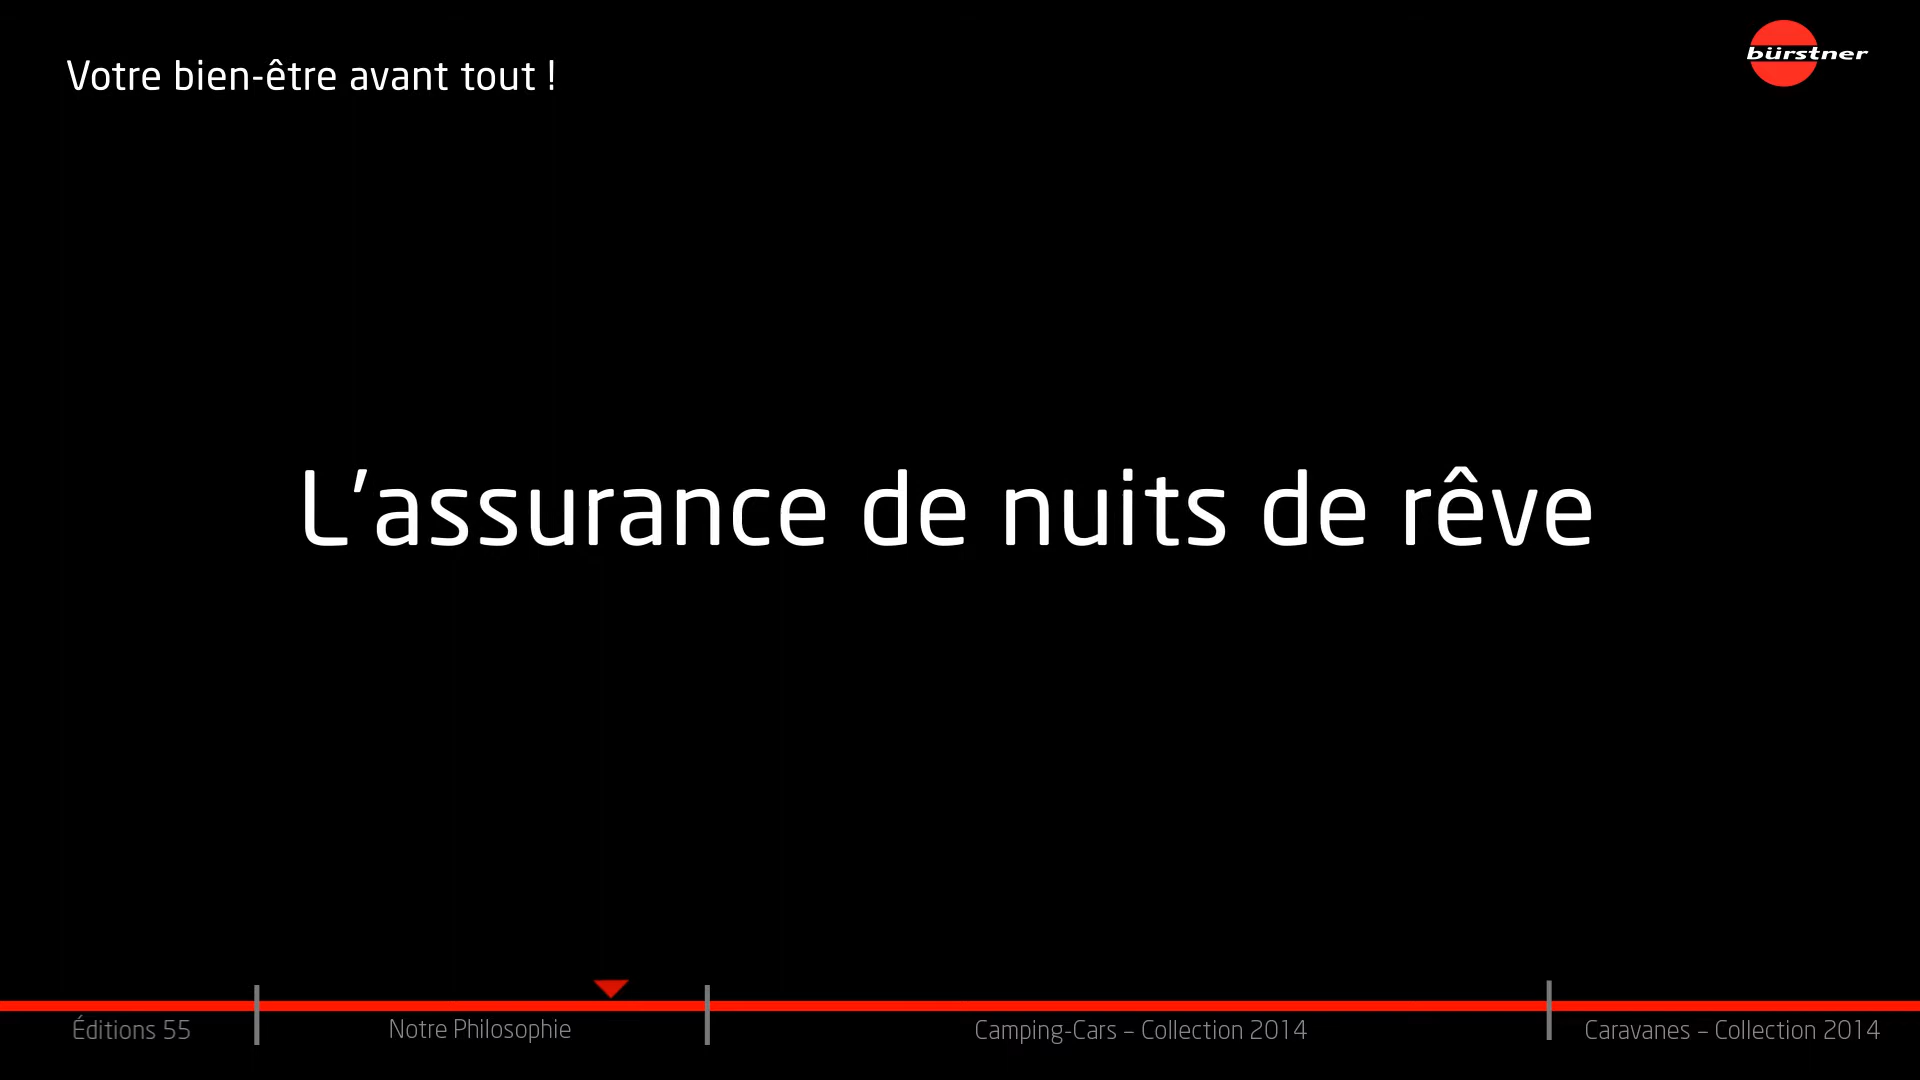 Votre bien-être avant tout !
bürstner
L’assurance de nuits de rêve
Éditions 55
Notre Philosophie
Camping-Cars – Collection 2014
Caravanes – Collection 2014